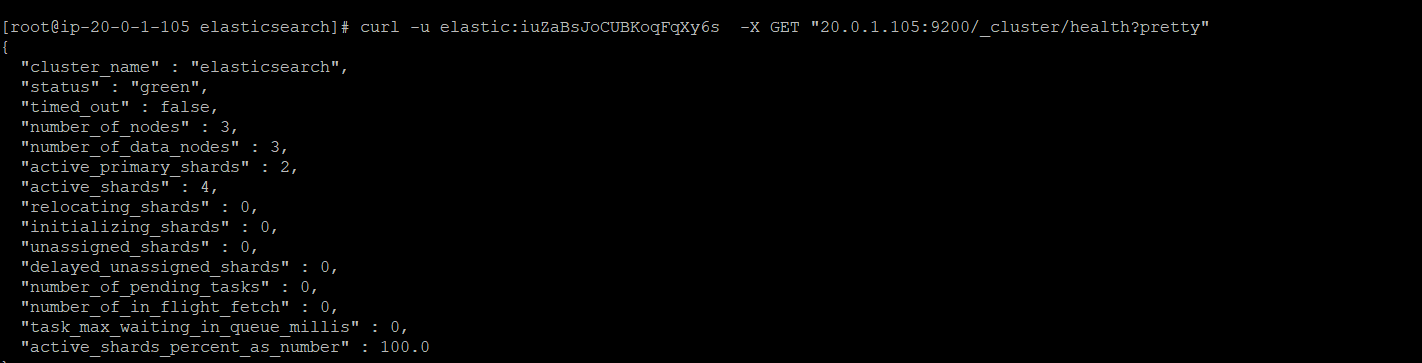 [root@ip-20-0-1-105 elasticsearch]# curl -u elastic:iuZaBsJoCUBKoqFqXy6s  -X GET "20.0.1.105:9200/_cluster/health?pretty"
{
  "cluster_name" : "elasticsearch",
  "status" : "green",
  "timed_out" : false,
  "number_of_nodes" : 3,
  "number_of_data_nodes" : 3,
  "active_primary_shards" : 2,
  "active_shards" : 4,
  "relocating_shards" : 0,
  "initializing_shards" : 0,
  "unassigned_shards" : 0,
  "delayed_unassigned_shards" : 0,
  "number_of_pending_tasks" : 0,
  "number_of_in_flight_fetch" : 0,
  "task_max_waiting_in_queue_millis" : 0,
  "active_shards_percent_as_number" : 100.0